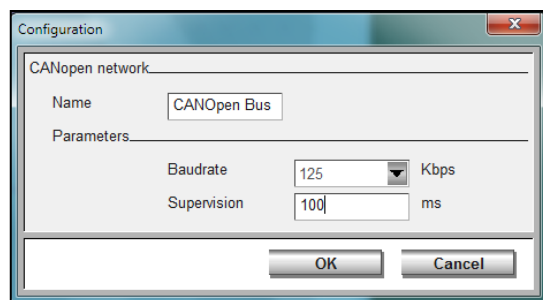 Configuration
CANopen network
Name CANOpen Bus
Parameters
Baudrate 125 Kbps
Supervision 100 ms
OK Cancel